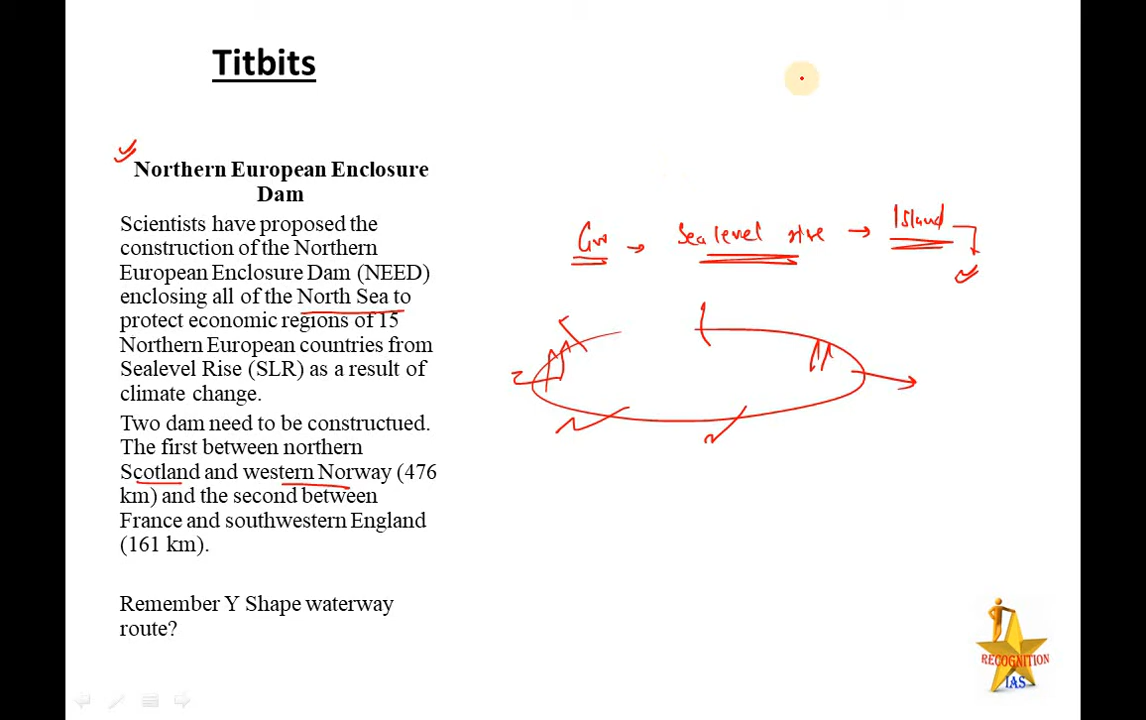 Titbits
Northern European Enclosure
Dam
Scientists have proposed the
construction of the Northern
European Enclosure Dam (NEED)
enclosing all of the North Sea to
protect economic regions of 15
Northern European countries from
Sealevel Rise (SLR) as a result of
climate change.
Two dam need to be constructued.
The first between northern
Scotland and western Norway (476
km) and the second between
France and southwestern England
(161 km).
Remember Y Shape waterway
route?
GW → Sea level rise → Island
RECOGNITION
IAS